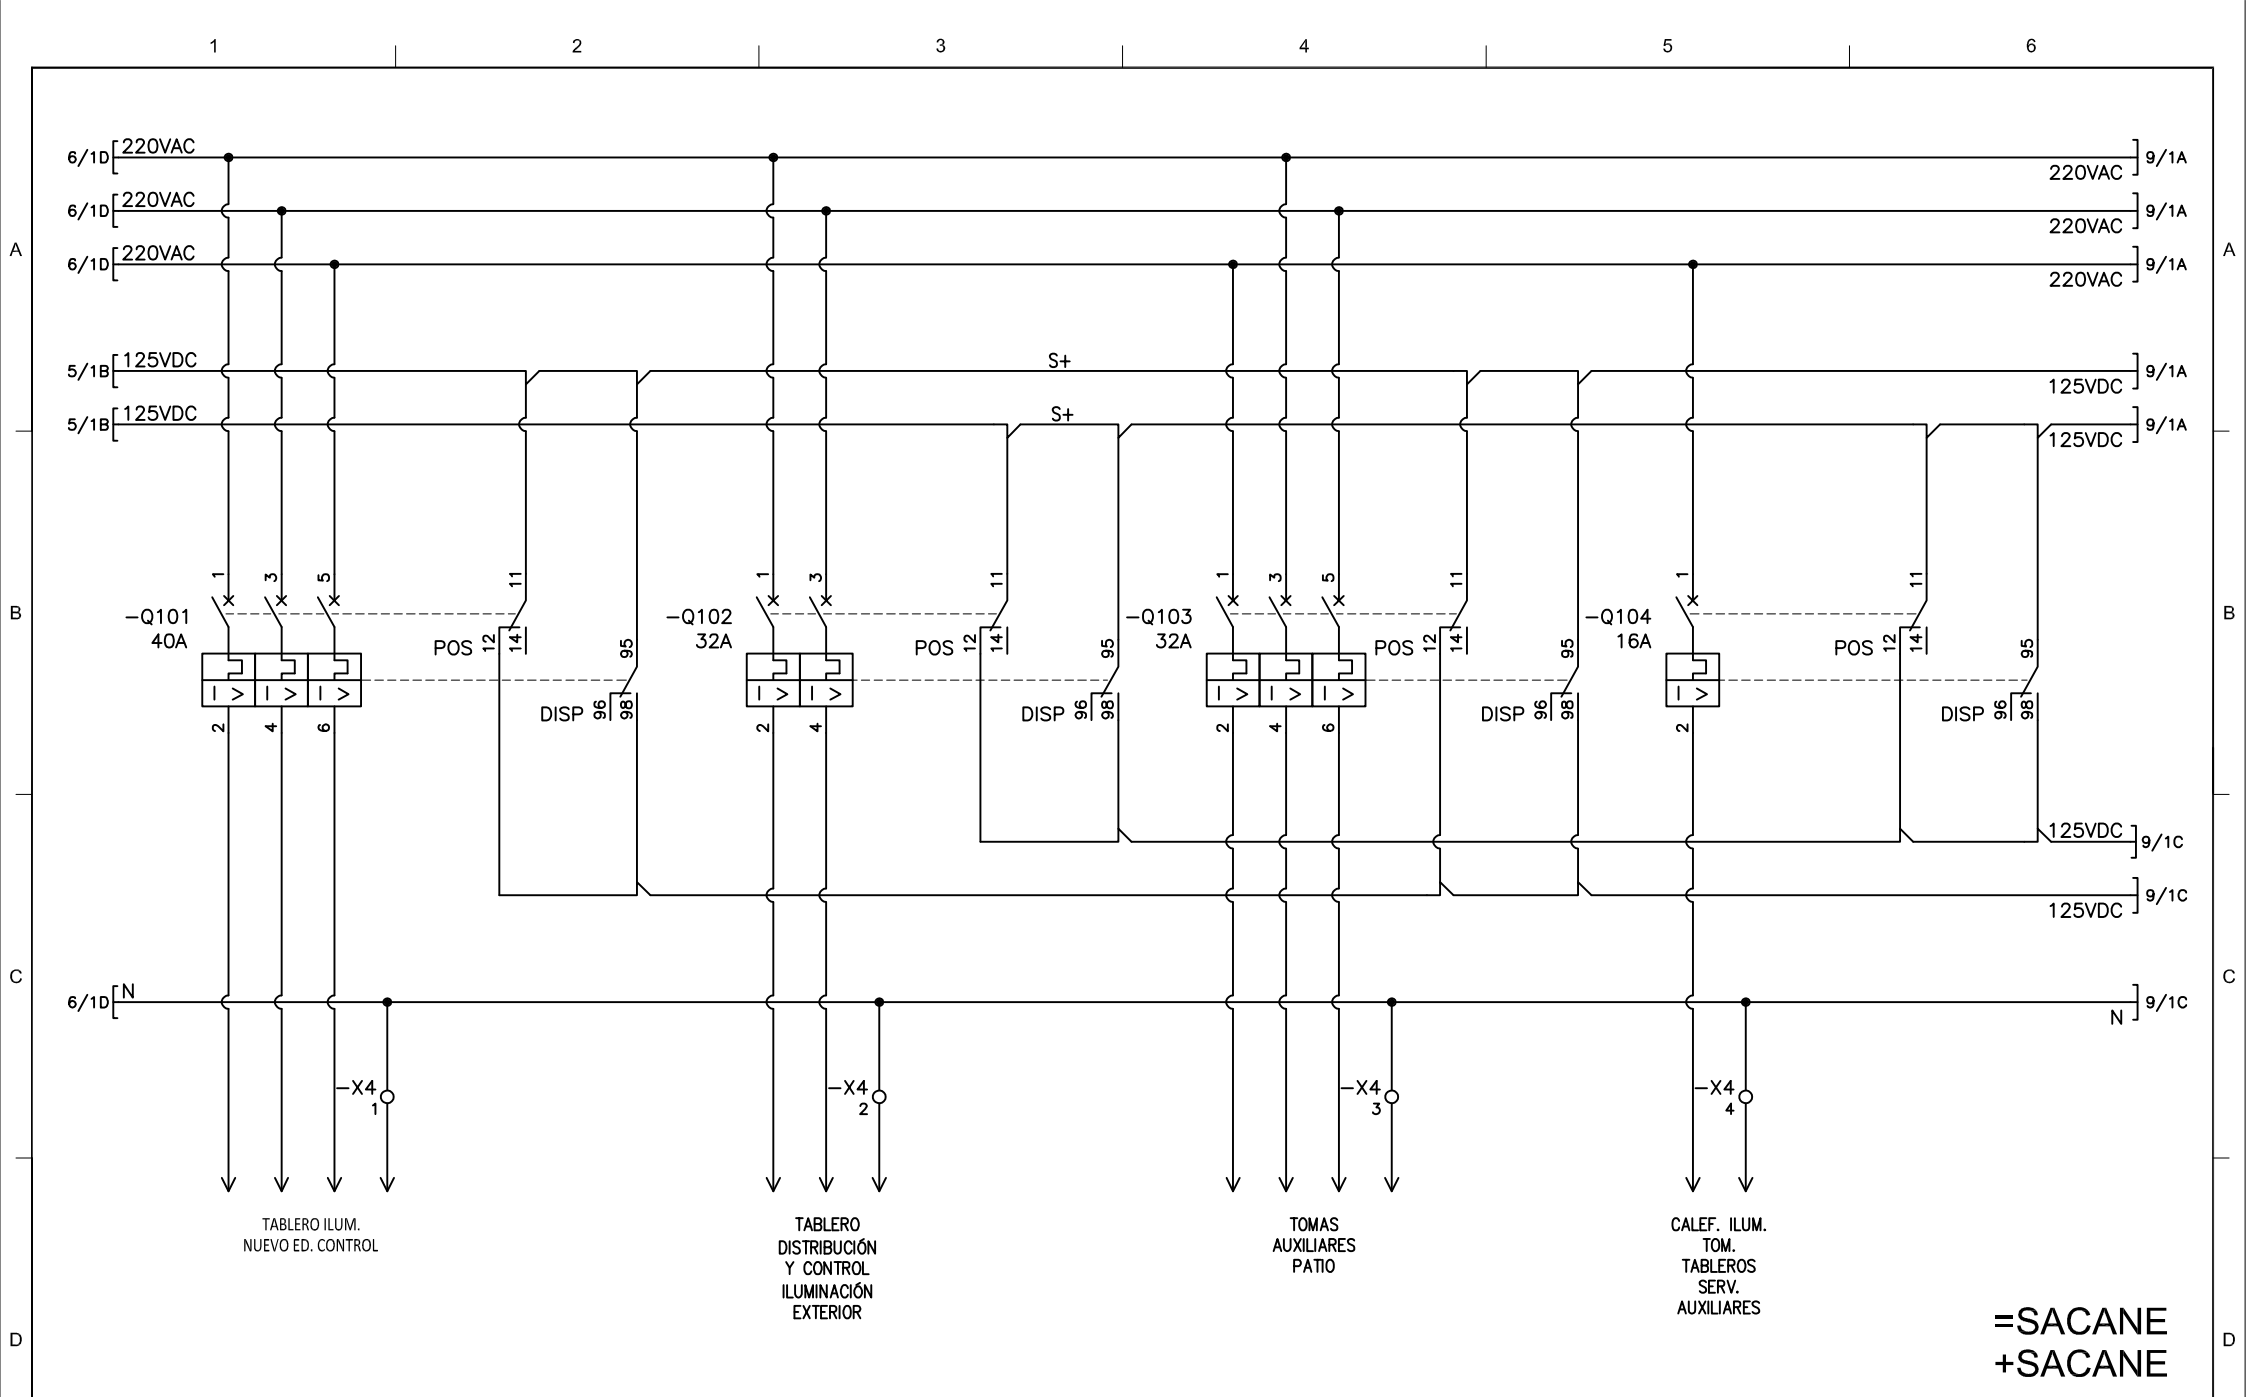 1 2 3 4 5 6
6/1D 220VAC 9/1A
220VAC
6/1D 220VAC 9/1A
220VAC
A A
6/1D 220VAC 9/1A
220VAC
5/1B 125VDC S+ 9/1A
125VDC
5/1B 125VDC S+ 9/1A
125VDC
1 3 5 11 1 3 11 1 3 5 11 1 11
B B
-Q101 -Q102 -Q103 -Q104
40A 32A 32A 16A
POS 12 14 95 POS 12 14 95 POS 12 14 95 POS 12 14 95
I > I > I > I > I > I > I > I > I >
DISP 96 98 DISP 96 98 DISP 96 98 DISP 96 98
2 4 6 2 4 2 4 6 2
125VDC 9/1C
9/1C
125VDC
C C
6/1D N 9/1C
N
-X4 -X4 -X4 -X4
1 2 3 4
TABLERO ILUM.
NUEVO ED. CONTROL
TABLERO
DISTRIBUCIÓN
Y CONTROL
ILUMINACIÓN
EXTERIOR
TOMAS
AUXILIARES
PATIO
CALEF. ILUM.
TOM.
TABLEROS
SERV.
AUXILIARES
D D
=SACANE
+SACANE